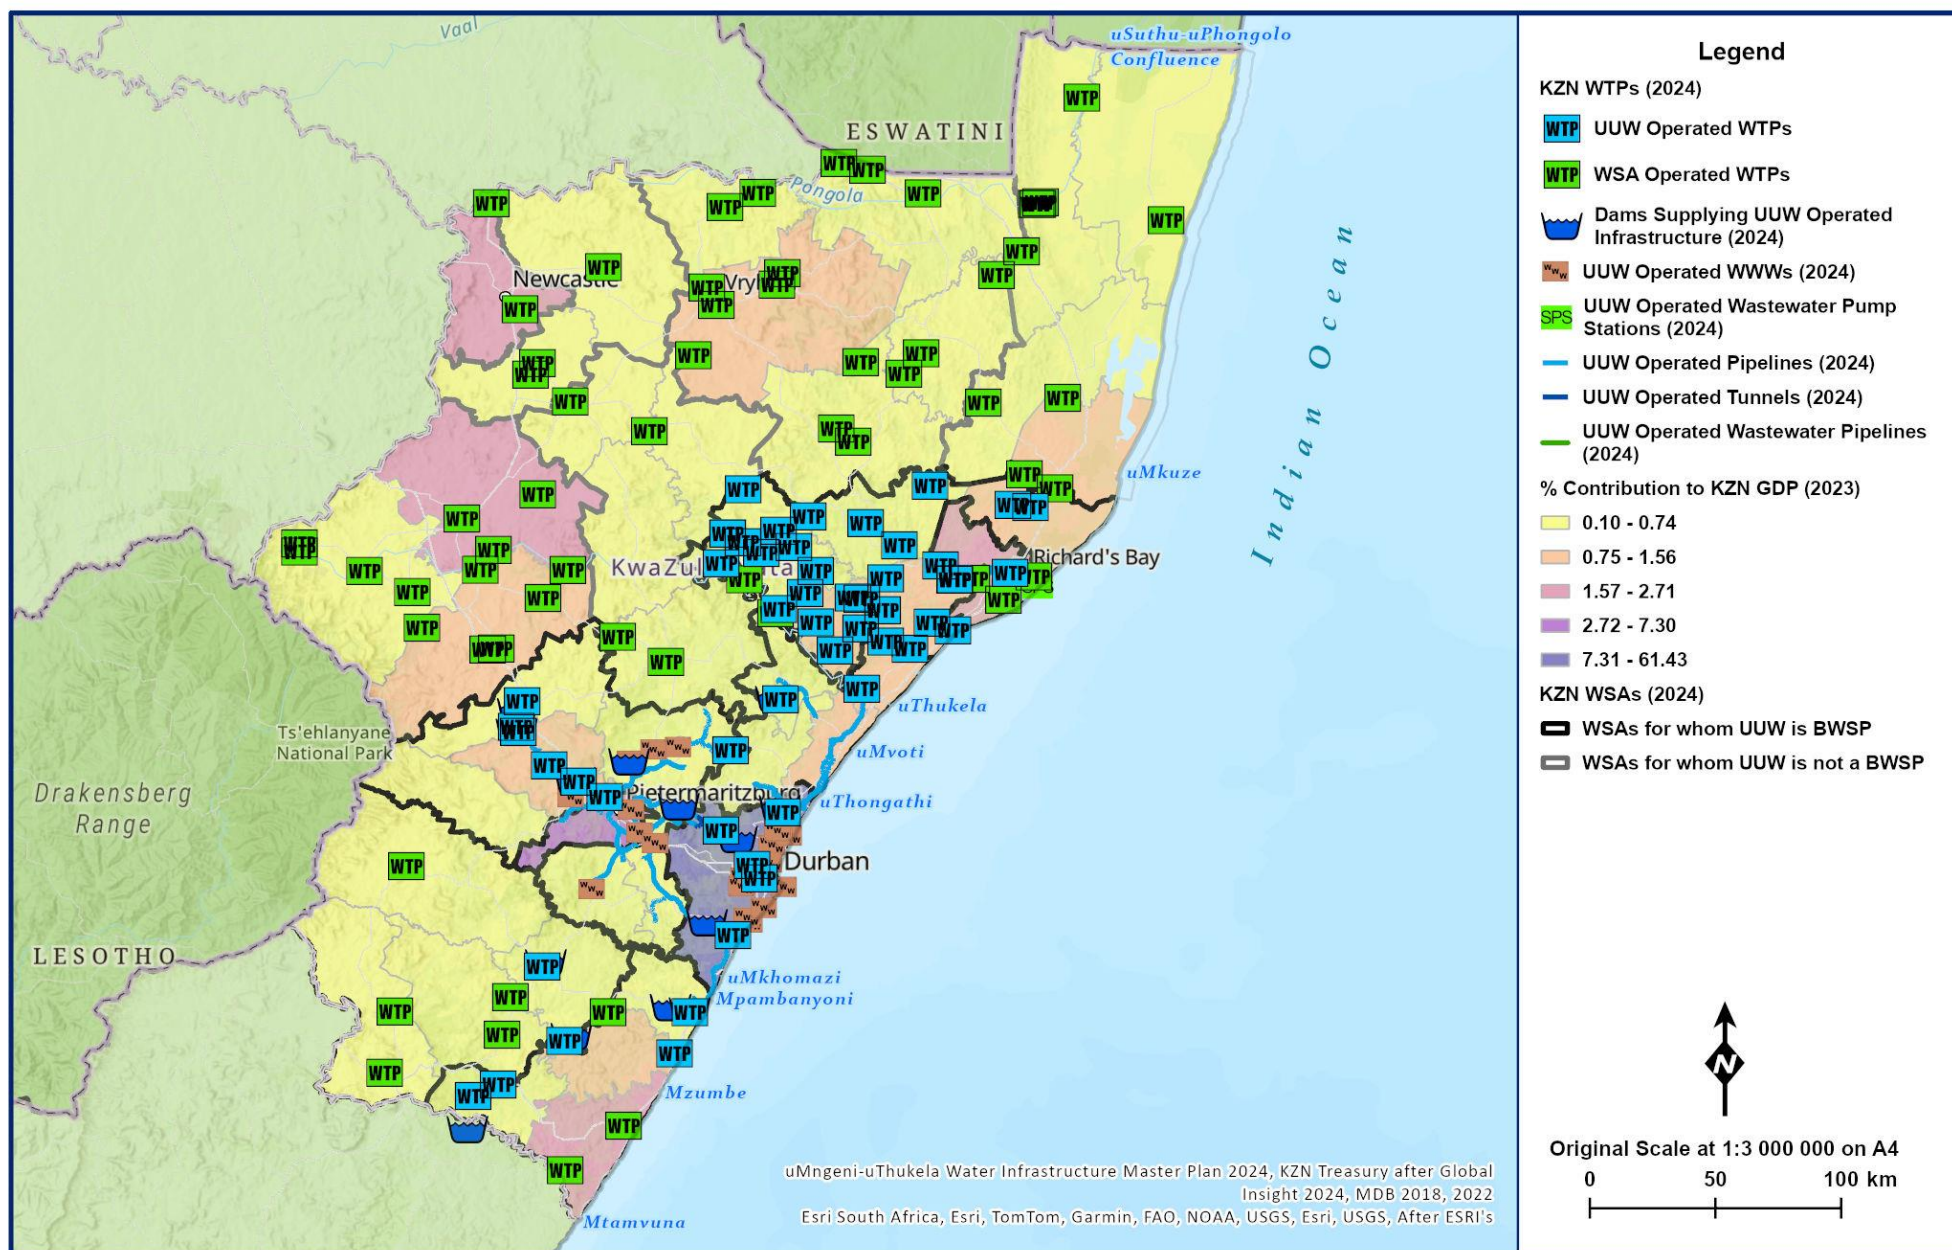 Vaal
uSuthu-uPhongolo
Confluence
ESWATINI
Pongola
Newcastle
Indian Ocean
uMkuze
Richard's Bay
uThukela
uMvoti
uThongathi
Ts'ehlanyane
National Park
Drakensberg
Range
Pietermaritzburg
Durban
LESOTHO
uMkhomazi
Mpambanyoni
Mzumbe
Mtamvuna
WTP
SPS
uMngeni-uThukela Water Infrastructure Master Plan 2024, KZN Treasury after Global
Insight 2024, MDB 2018, 2022
Esri South Africa, Esri, TomTom, Garmin, FAO, NOAA, USGS, Esri, USGS, After ESRI's
Legend
KZN WTPs (2024)
WTP UUW Operated WTPs
WTP WSA Operated WTPs
Dams Supplying UUW Operated
Infrastructure (2024)
www UUW Operated WWWs (2024)
SPS UUW Operated Wastewater Pump
Stations (2024)
UUW Operated Pipelines (2024)
UUW Operated Tunnels (2024)
UUW Operated Wastewater Pipelines
(2024)
% Contribution to KZN GDP (2023)
0.10 - 0.74
0.75 - 1.56
1.57 - 2.71
2.72 - 7.30
7.31 - 61.43
KZN WSAs (2024)
WSAs for whom UUW is BWSP
WSAs for whom UUW is not a BWSP
N
Original Scale at 1:3 000 000 on A4
0 50 100 km